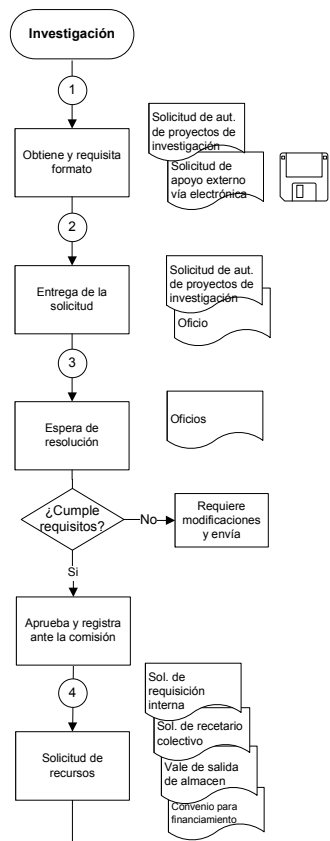 Investigación
1
Solicitud de aut.
de proyectos de
investigación
Obtiene y requisita
formato
Solicitud de
apoyo externo
vía electrónica
2
Solicitud de aut.
de proyectos de
investigación
Entrega de la
solicitud
Oficio
3
Espera de
resolución
Oficios
¿Cumple
requisitos?
No
Requiere
modificaciones
y envía
Si
Aprueba y registra
ante la comisión
4
Sol. de
requisición
interna
Sol. de recetario
colectivo
Solicitud de
recursos
Vale de salida
de almacen
Convenio para
financiamiento